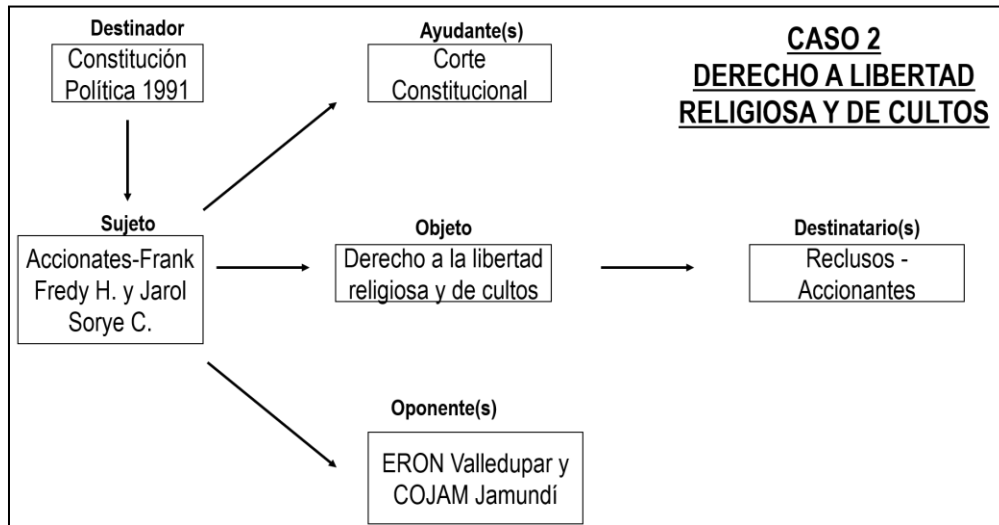 Destinador
Constitución
Política 1991
Ayudante(s)
Corte
Constitucional
CASO 2
DERECHO A LIBERTAD
RELIGIOSA Y DE CULTOS
Sujeto
Accionates-Frank
Fredy H. y Jarol
Sorye C.
Objeto
Derecho a la libertad
religiosa y de cultos
Destinatario(s)
Reclusos -
Accionantes
Oponente(s)
ERON Valledupar y
COJAM Jamundí